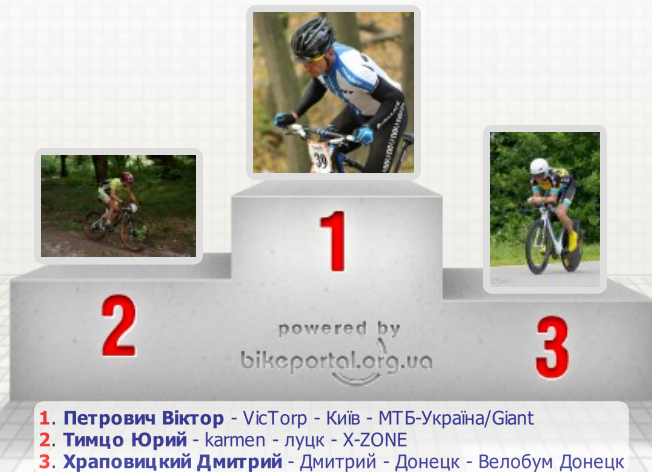 39
1
2
3
powered by
bikeportal.org.ua
1. Петрович Віктор - VicTorp - Київ - МТБ-Україна/Giant
2. Тимцо Юрий - karmen - луцк - X-ZONE
3. Храповицкий Дмитрий - Дмитрий - Донецк - Велобум Донецк